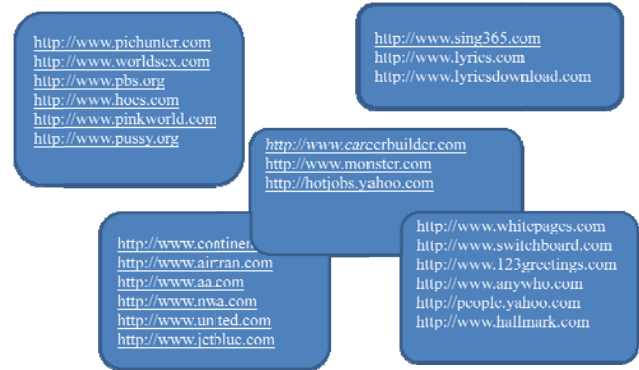 http://www.pichunter.com
http://www.worldsex.com
http://www.pbs.org
http://www.hoes.com
http://www.pinkworld.com
http://www.pussy.org
http://www.sing365.com
http://www.lyrics.com
http://www.lyricsdownload.com
http://www.careerbuilder.com
http://www.monster.com
http://hotjobs.yahoo.com
http://www.continen
http://www.airtran.com
http://www.aa.com
http://www.nwa.com
http://www.united.com
http://www.jetblue.com
http://www.whitepages.com
http://www.switchboard.com
http://www.123greetings.com
http://www.anywho.com
http://people.yahoo.com
http://www.hallmark.com